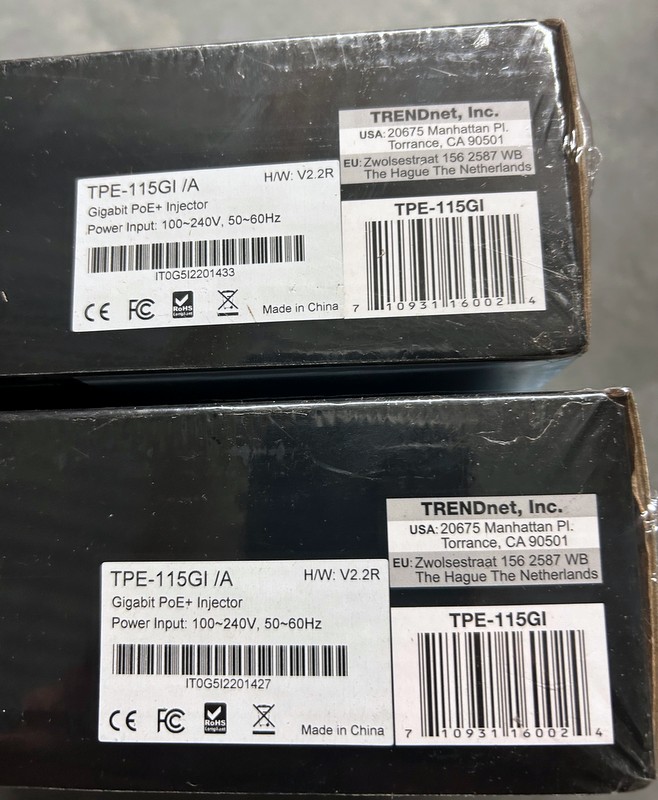 TRENDnet, Inc.
USA: 20675 Manhattan Pl.
Torrance, CA 90501
EU: Zwolsestraat 156 2587 WB
The Hague The Netherlands
TPE-115GI /A H/W: V2.2R
Gigabit PoE+ Injector
Power Input: 100~240V, 50~60Hz
IT0G5I2201433
CE FC RoHS Compliant Made in China
TPE-115GI
7 10931 16002 4
TRENDnet, Inc.
USA: 20675 Manhattan Pl.
Torrance, CA 90501
EU: Zwolsestraat 156 2587 WB
The Hague The Netherlands
TPE-115GI /A H/W: V2.2R
Gigabit PoE+ Injector
Power Input: 100~240V, 50~60Hz
IT0G5I2201427
CE FC RoHS Compliant Made in China
TPE-115GI
7 10931 16002 4